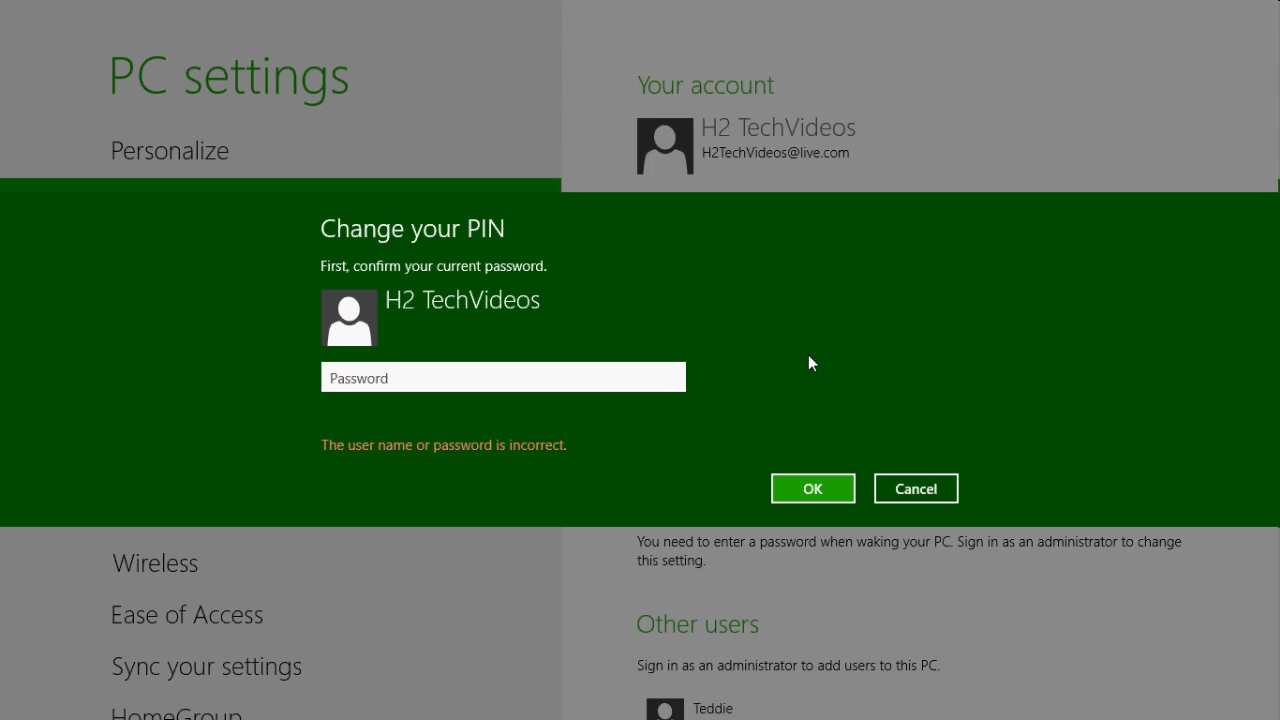 PC settings
Personalize
Your account
H2 TechVideos
H2TechVideos@live.com
Change your PIN
First, confirm your current password.
H2 TechVideos
Password
The user name or password is incorrect.
OK
Cancel
Wireless
Ease of Access
Sync your settings
HomeGroup
You need to enter a password when waking your PC. Sign in as an administrator to change
this setting.
Other users
Sign in as an administrator to add users to this PC.
Teddie